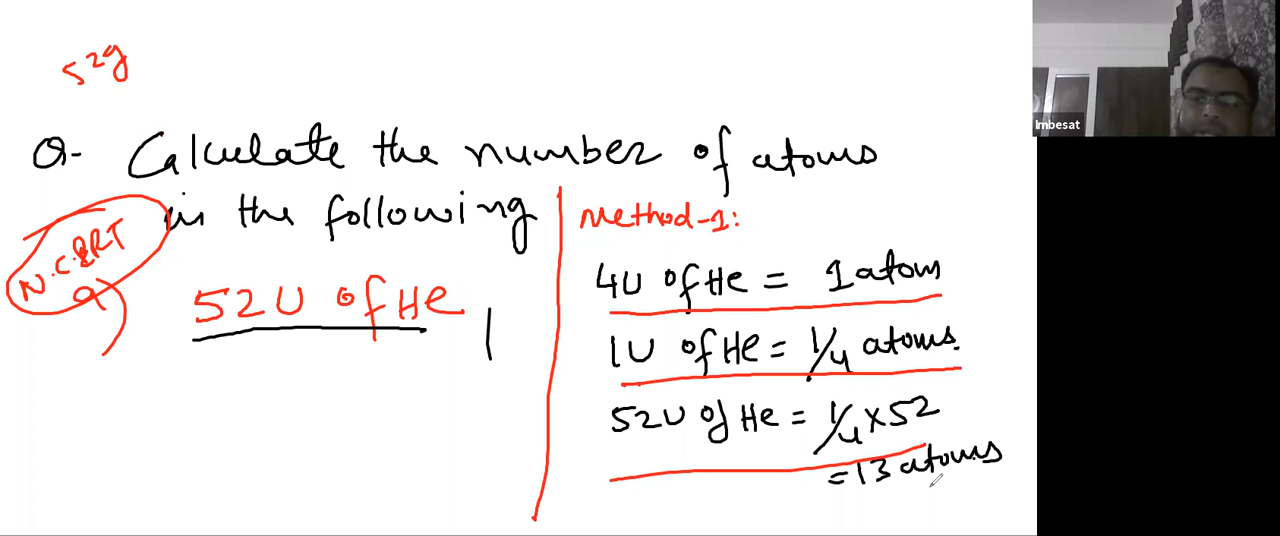 52g
Q- Calculate the number of atoms
in the following
N.C.ERT
a)
52U of He
Method-1:
4U of He = 1 atom
1U of He = 1/4 atoms.
52U of He = 1/4 x 52
= 13 atoms
Imbesat